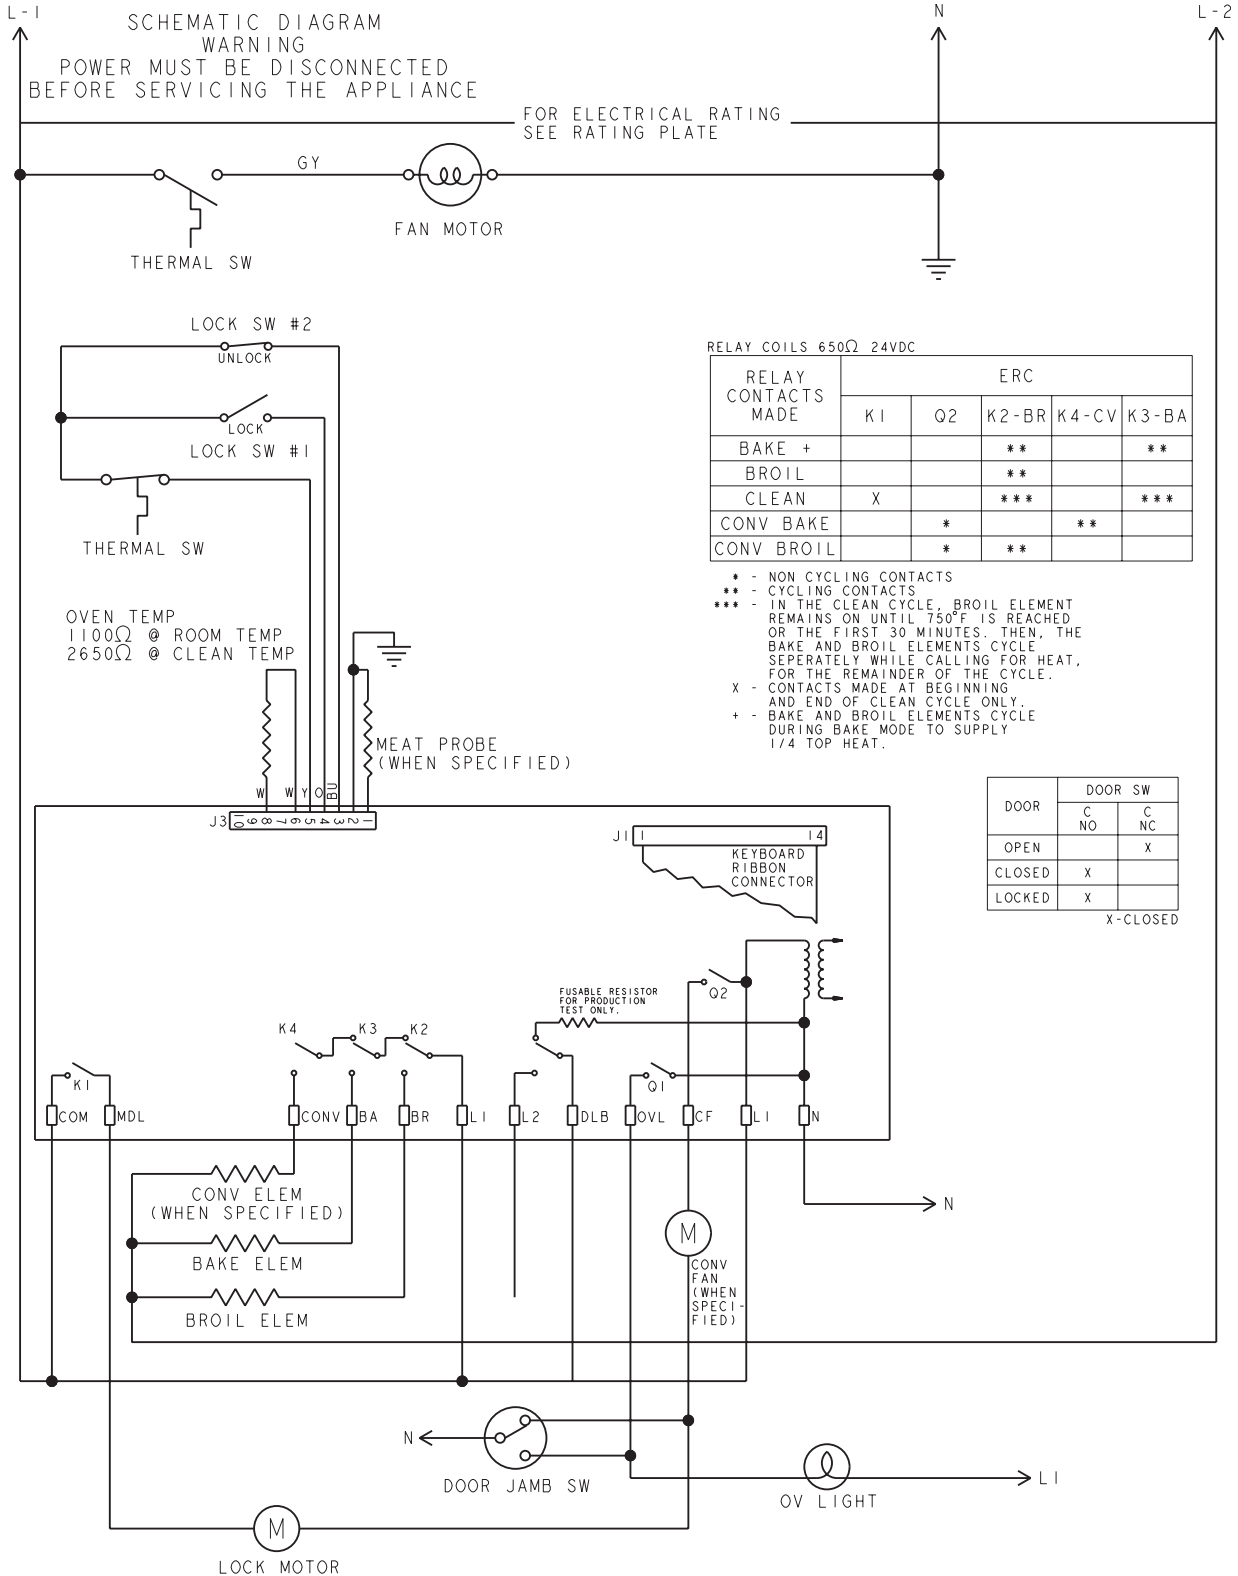 L-1
N
L-2
SCHEMATIC DIAGRAM
WARNING
POWER MUST BE DISCONNECTED
BEFORE SERVICING THE APPLIANCE
FOR ELECTRICAL RATING
SEE RATING PLATE
GY
FAN MOTOR
THERMAL SW
LOCK SW #2
UNLOCK
LOCK
LOCK SW #1
THERMAL SW
RELAY COILS 650Ω 24VDC
RELAY CONTACTS MADE ERC
K1 Q2 K2-BR K4-CV K3-BA
BAKE + ** **
BROIL **
CLEAN X *** ***
CONV BAKE * **
CONV BROIL * **
* - NON CYCLING CONTACTS
** - CYCLING CONTACTS
*** - IN THE CLEAN CYCLE, BROIL ELEMENT
REMAINS ON UNTIL 750°F IS REACHED
OR THE FIRST 30 MINUTES. THEN, THE
BAKE AND BROIL ELEMENTS CYCLE
SEPERATELY WHILE CALLING FOR HEAT,
FOR THE REMAINDER OF THE CYCLE.
X - CONTACTS MADE AT BEGINNING
AND END OF CLEAN CYCLE ONLY.
+ - BAKE AND BROIL ELEMENTS CYCLE
DURING BAKE MODE TO SUPPLY
1/4 TOP HEAT.
OVEN TEMP
1100Ω @ ROOM TEMP
2650Ω @ CLEAN TEMP
MEAT PROBE
(WHEN SPECIFIED)
W W Y O BU
J3 10 9 8 7 6 5 4 3 2 1
DOOR DOOR SW
C NO C NC
OPEN X
CLOSED X
LOCKED X
X-CLOSED
J1 1 14
KEYBOARD
RIBBON
CONNECTOR
Q2
FUSABLE RESISTOR
FOR PRODUCTION
TEST ONLY.
K4 K3 K2
K1
Q1
COM MDL CONV BA BR L1 L2 DLB OVL CF L1 N
CONV ELEM
(WHEN SPECIFIED)
N
M
BAKE ELEM
CONV
FAN
(WHEN
SPECI-
FIED)
BROIL ELEM
N
DOOR JAMB SW
L1
OV LIGHT
M
LOCK MOTOR